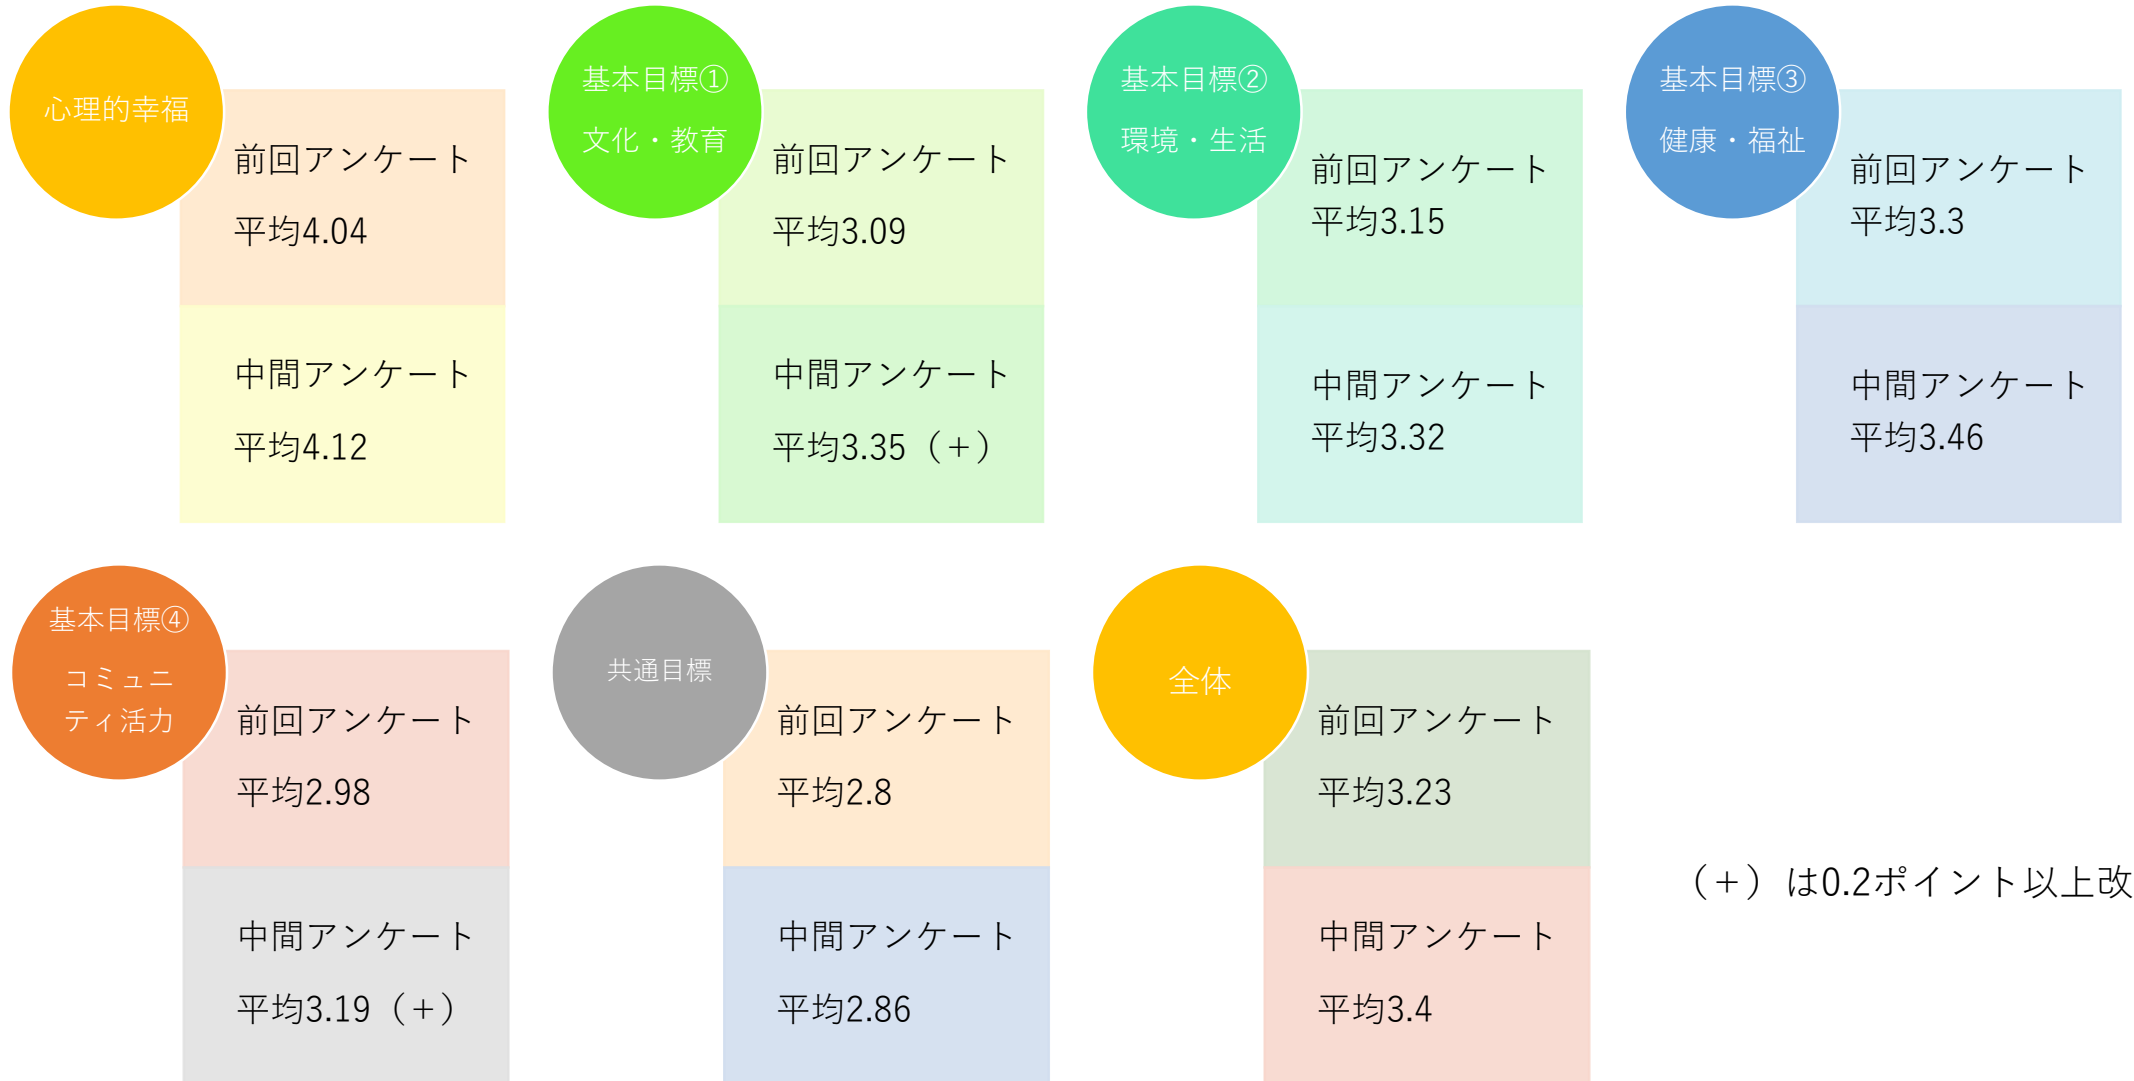 心理的幸福
前回アンケート
平均4.04
中間アンケート
平均4.12
基本目標①
文化・教育
前回アンケート
平均3.09
中間アンケート
平均3.35（+）
基本目標②
環境・生活
前回アンケート
平均3.15
中間アンケート
平均3.32
基本目標③
健康・福祉
前回アンケート
平均3.3
中間アンケート
平均3.46
基本目標④
コミュニ
ティ活力
前回アンケート
平均2.98
中間アンケート
平均3.19（+）
共通目標
前回アンケート
平均2.8
中間アンケート
平均2.86
全体
前回アンケート
平均3.23
中間アンケート
平均3.4
（+）は0.2ポイント以上改